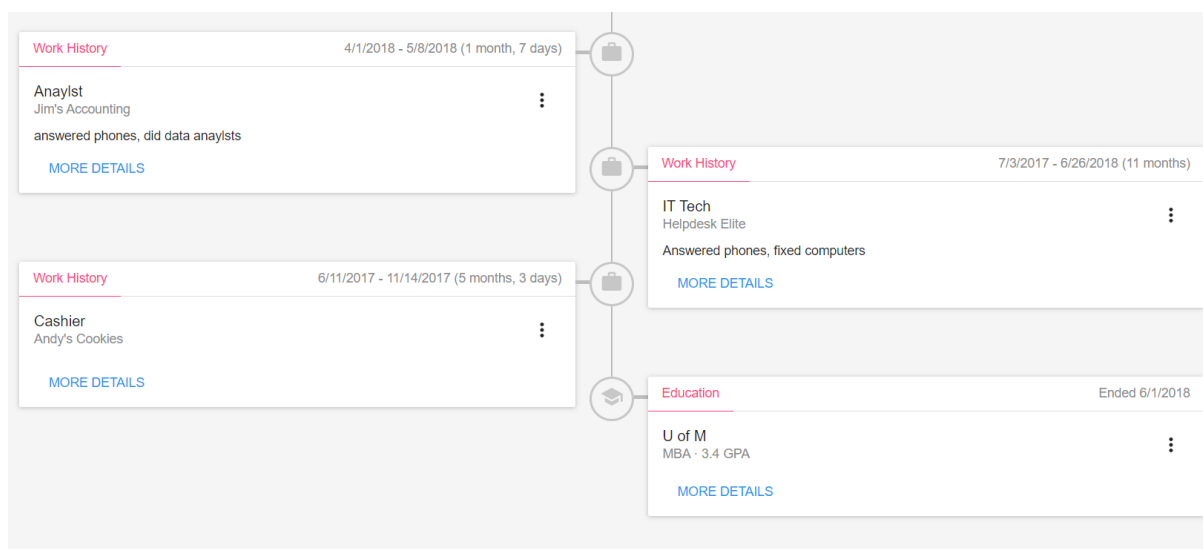 Work History 4/1/2018 - 5/8/2018 (1 month, 7 days)
Anaylst
Jim's Accounting
answered phones, did data anaylsts
MORE DETAILS
Work History 7/3/2017 - 6/26/2018 (11 months)
IT Tech
Helpdesk Elite
Answered phones, fixed computers
MORE DETAILS
Work History 6/11/2017 - 11/14/2017 (5 months, 3 days)
Cashier
Andy's Cookies
MORE DETAILS
Education Ended 6/1/2018
U of M
MBA · 3.4 GPA
MORE DETAILS